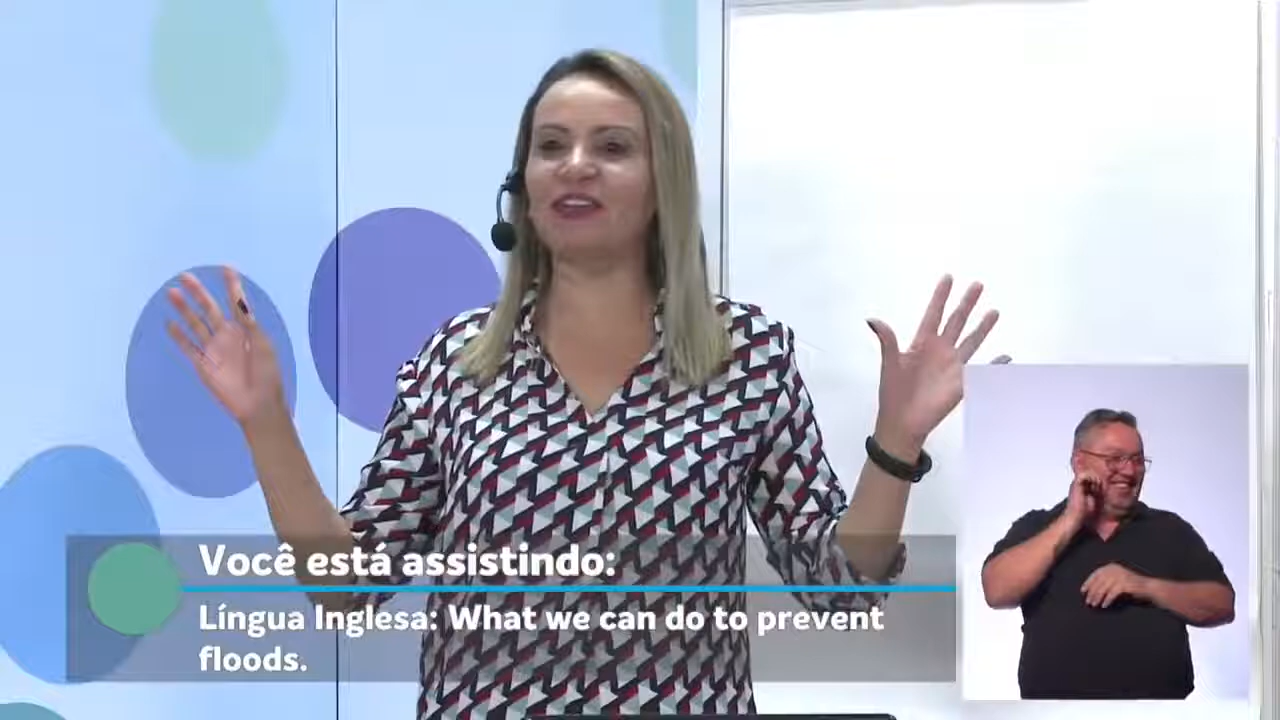 Você está assistindo:
Língua Inglesa: What we can do to prevent
floods.